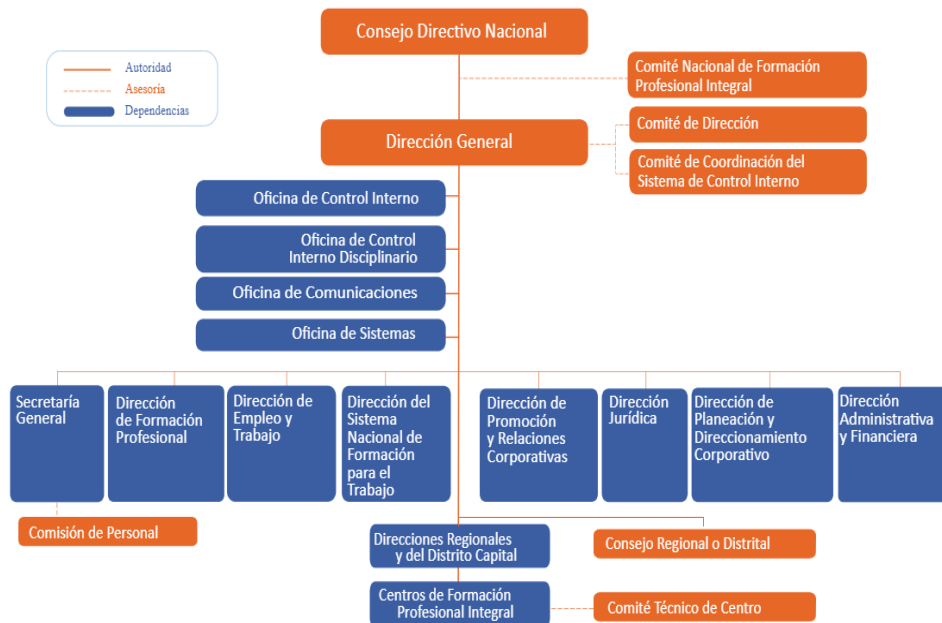 Consejo Directivo Nacional
Autoridad
Asesoría
Dependencias
Comité Nacional de Formación
Profesional Integral
Dirección General
Comité de Dirección
Comité de Coordinación del
Sistema de Control Interno
Oficina de Control Interno
Oficina de Control
Interno Disciplinario
Oficina de Comunicaciones
Oficina de Sistemas
Secretaría
General
Dirección
de Formación
Profesional
Dirección de
Empleo y
Trabajo
Dirección del
Sistema
Nacional de
Formación
para el
Trabajo
Dirección de
Promoción
y Relaciones
Corporativas
Dirección
Jurídica
Dirección de
Planeación y
Direccionamiento
Corporativo
Dirección
Administrativa
y Financiera
Comisión de Personal
Direcciones Regionales
y del Distrito Capital
Consejo Regional o Distrital
Centros de Formación
Profesional Integral
Comité Técnico de Centro